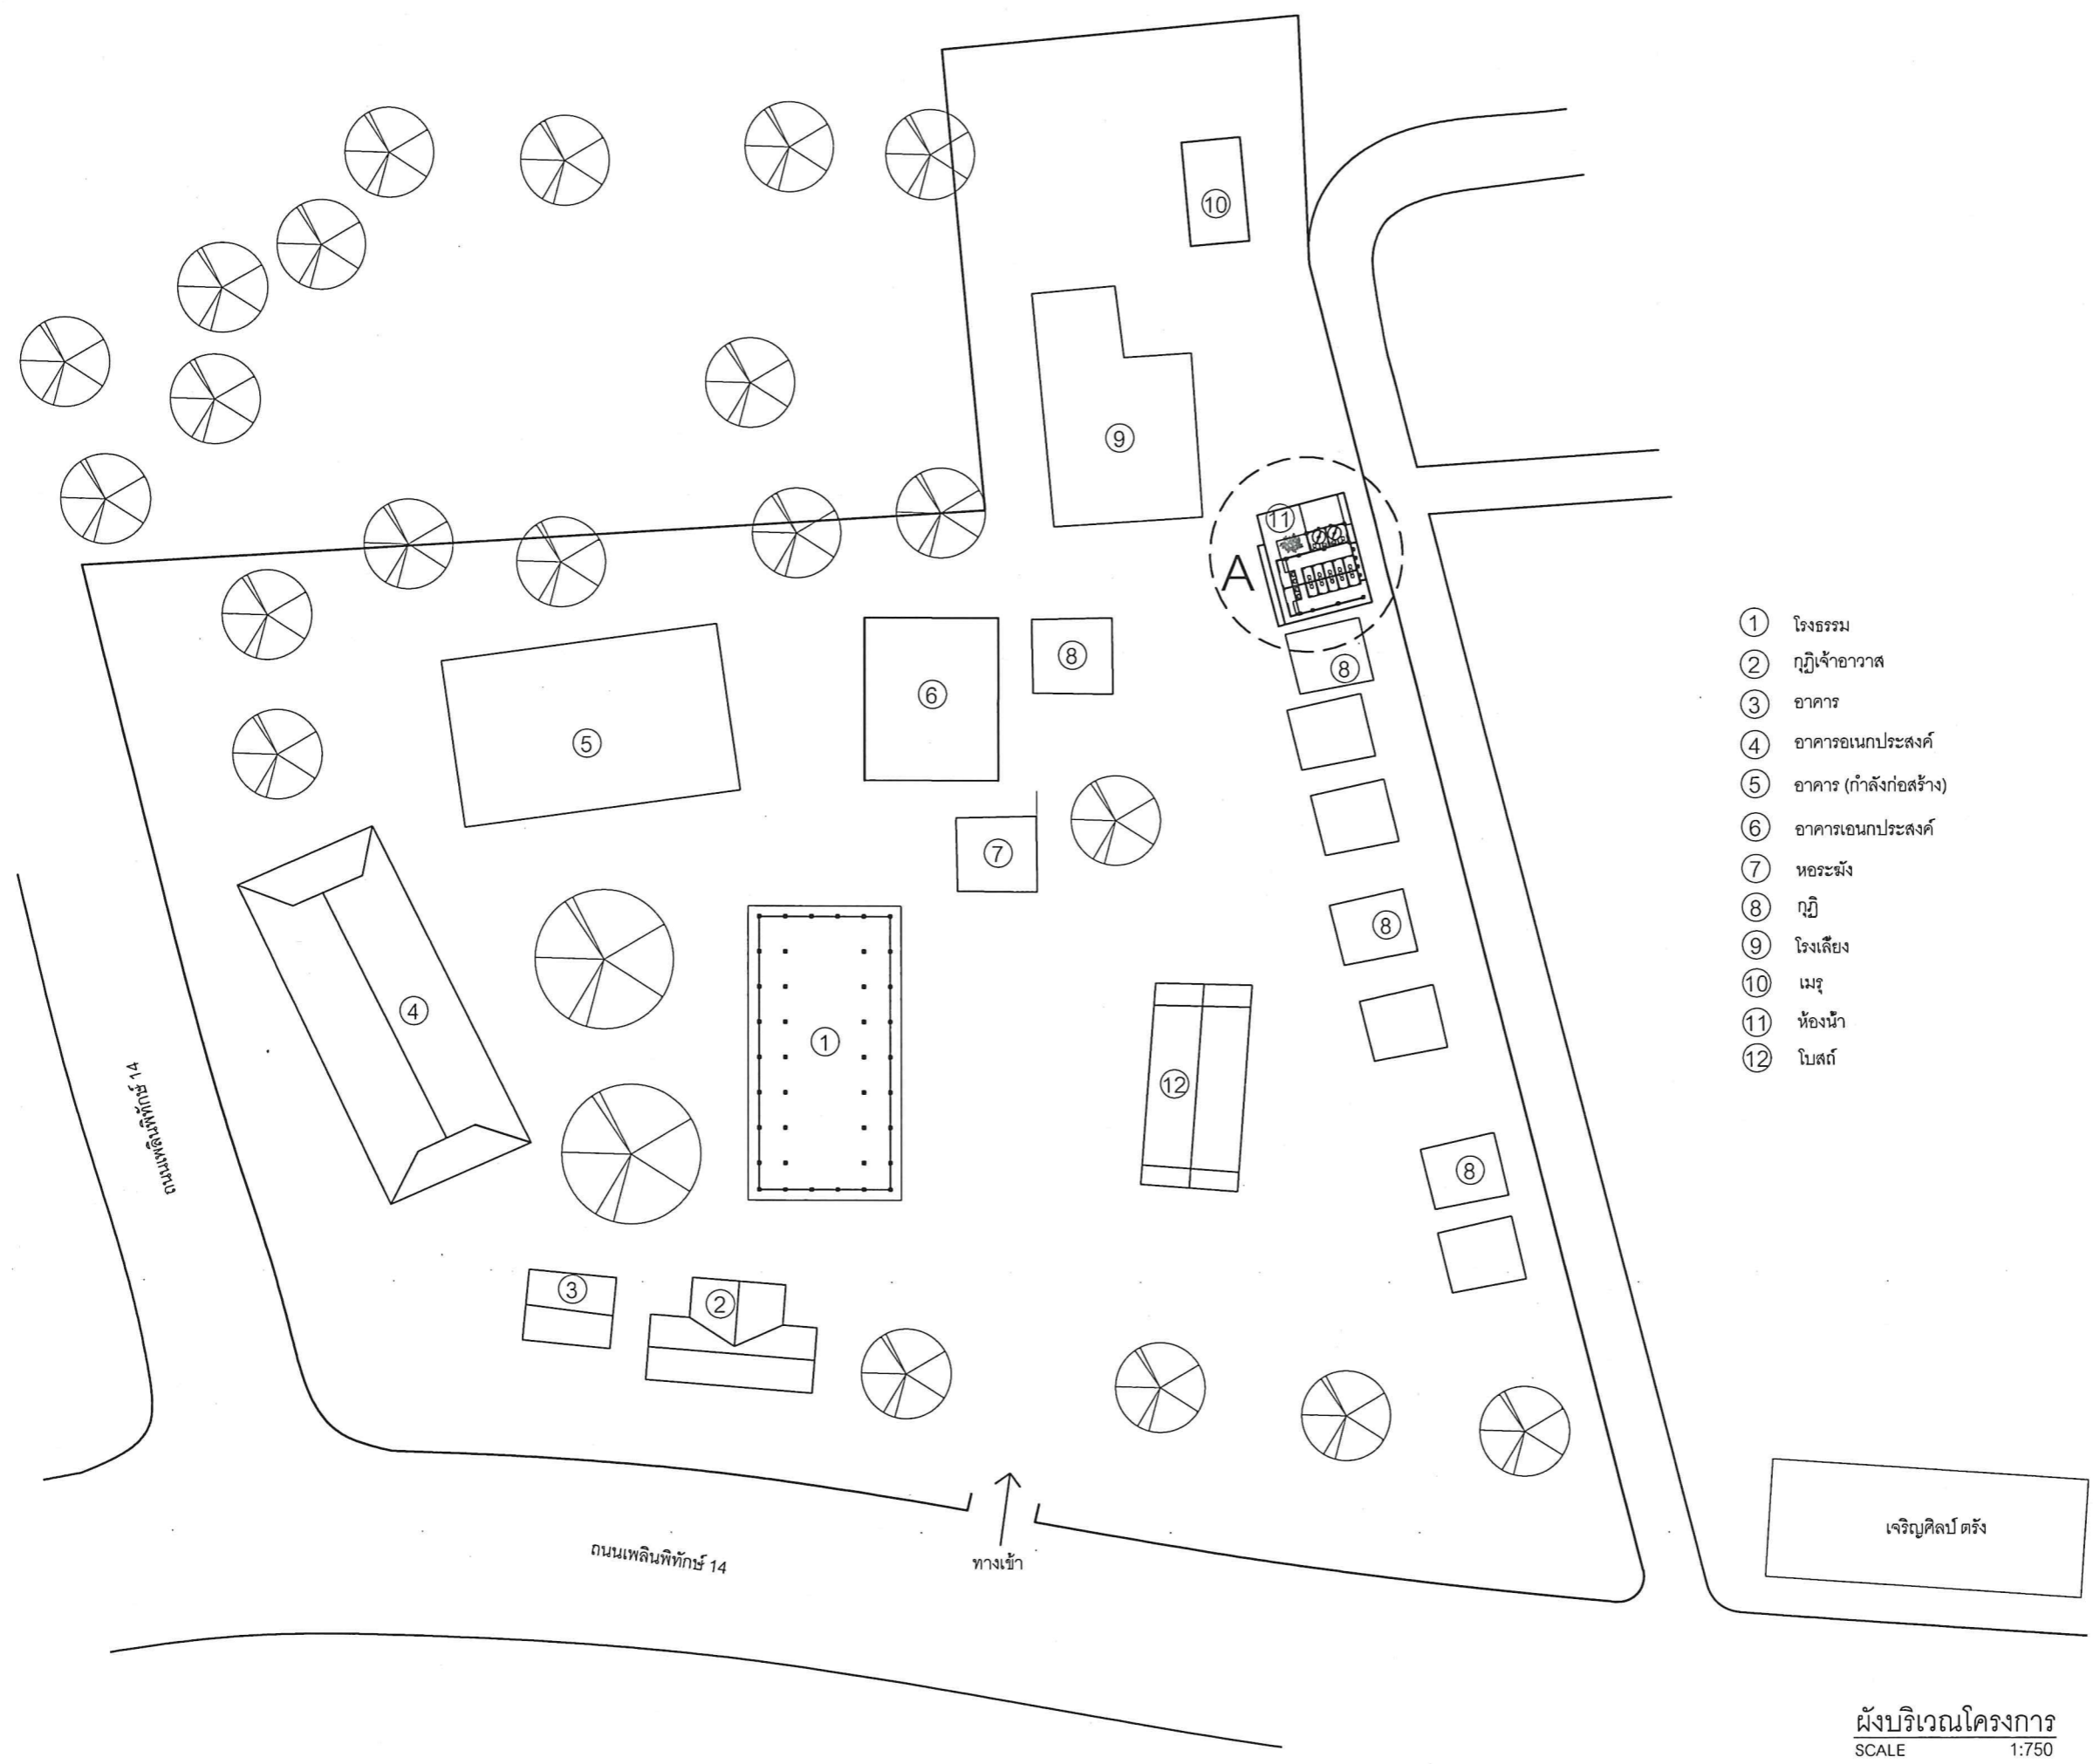 10
9
11
A
8
8
6
5
7
8
4
1
12
8
3
2
ถนนเพลินพิทักษ์ 14
ถนนเพลินพิทักษ์ 14
ทางเข้า
เจริญศิลป์ ตรัง
1 โรงธรรม
2 กุฏิเจ้าอาวาส
3 อาคาร
4 อาคารอเนกประสงค์
5 อาคาร (กำลังก่อสร้าง)
6 อาคารเอนกประสงค์
7 หอระฆัง
8 กุฏิ
9 โรงเลี้ยง
10 เมรุ
11 ห้องน้ำ
12 โบสถ์
ผังบริเวณโครงการ
SCALE 1:750